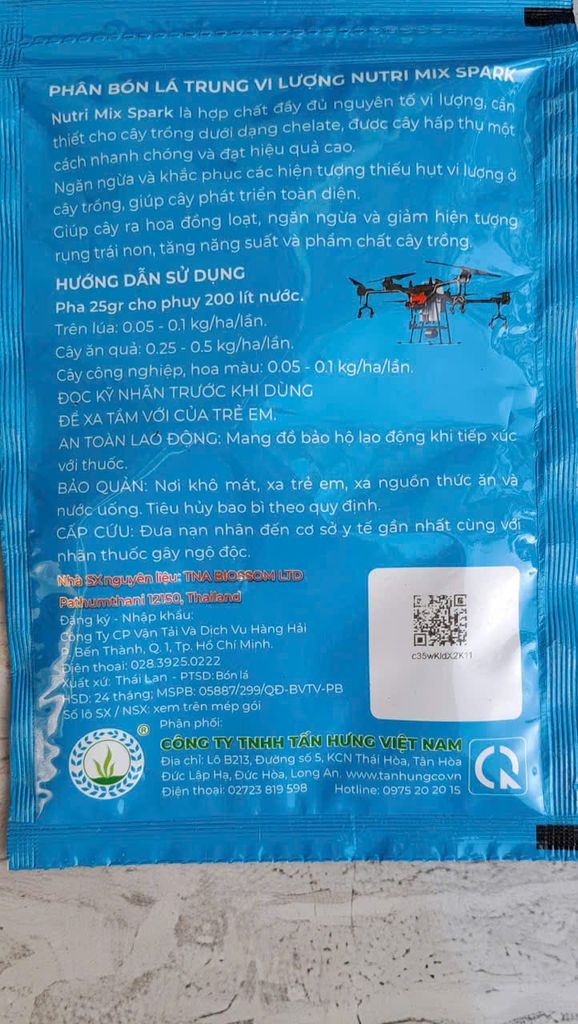 PHÂN BÓN LÁ TRUNG VI LƯỢNG NUTRI MIX SPARK
Nutri Mix Spark là hợp chất đầy đủ nguyên tố vi lượng, cần
thiết cho cây trồng dưới dạng chelate, được cây hấp thụ một
cách nhanh chóng và đạt hiệu quả cao.
Ngăn ngừa và khắc phục các hiện tượng thiếu hụt vi lượng ở
cây trồng, giúp cây phát triển toàn diện.
Giúp cây ra hoa đồng loạt, ngăn ngừa và giảm hiện tượng
rụng trái non, tăng năng suất và phẩm chất cây trồng.
HƯỚNG DẪN SỬ DỤNG
Pha 25gr cho phuy 200 lít nước.
Trên lúa: 0.05 - 0.1 kg/ha/lần.
Cây ăn quả: 0.25 - 0.5 kg/ha/lần.
Cây công nghiệp, hoa màu: 0.05 - 0.1 kg/ha/lần.
ĐỌC KỸ NHÃN TRƯỚC KHI DÙNG
ĐỂ XA TẦM VỚI CỦA TRẺ EM.
AN TOÀN LAO ĐỘNG: Mang đồ bảo hộ lao động khi tiếp xúc
với thuốc.
BẢO QUẢN: Nơi khô mát, xa trẻ em, xa nguồn thức ăn và
nước uống. Tiêu hủy bao bì theo quy định.
CẤP CỨU: Đưa nạn nhân đến cơ sở y tế gần nhất cùng với
nhãn thuốc gây ngộ độc.
Nhà SX nguyên liệu: TNA BIOSSOM LTD
Pathumthani 12150, Thailand
Đăng ký - Nhập khẩu:
Công Ty CP Vận Tải Và Dịch Vụ Hàng Hải
P. Bến Thành, Q. 1, Tp. Hồ Chí Minh.
Điện thoại: 028.3925.0222
Xuất xứ: Thái Lan - PTSD: Bón lá
HSD: 24 tháng; MSPB: 05887/299/QĐ-BVTV-PB
Số lô SX / NSX: xem trên mép gói
c35wKldX2K11
Phân phối:
®
CÔNG TY TNHH TẤN HƯNG VIỆT NAM
Địa chỉ: Lô B213, Đường số 5, KCN Thái Hòa, Tân Hòa
Đức Lập Hạ, Đức Hòa, Long An. www.tanhungco.vn
Điện thoại: 02723 819 598 Hotline: 0975 20 20 15
CR